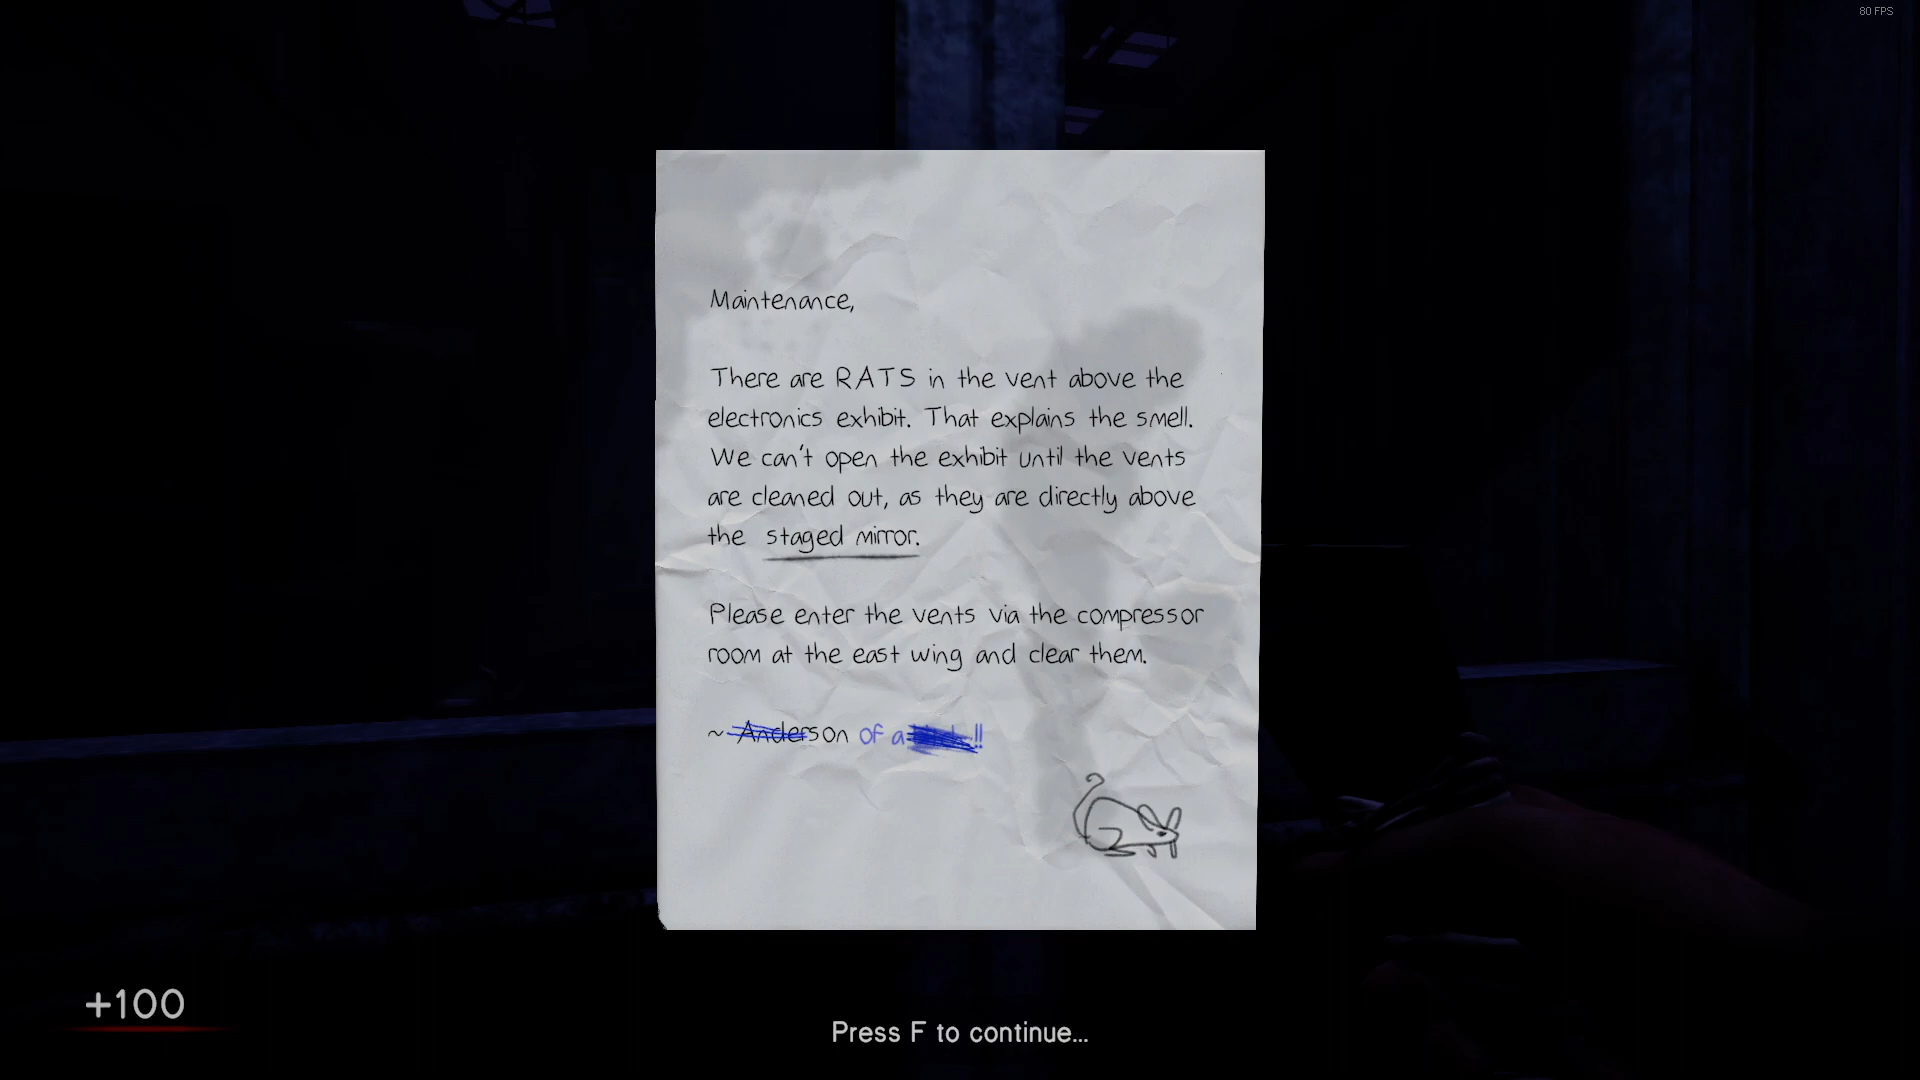 80 FPS
Maintenance,
There are RATS in the vent above the
electronics exhibit. That explains the smell.
We can't open the exhibit until the vents
are cleaned out, as they are directly above
the staged mirror.
Please enter the vents via the compressor
room at the east wing and clear them.
~ Anderson of a !!
+100
Press F to continue...